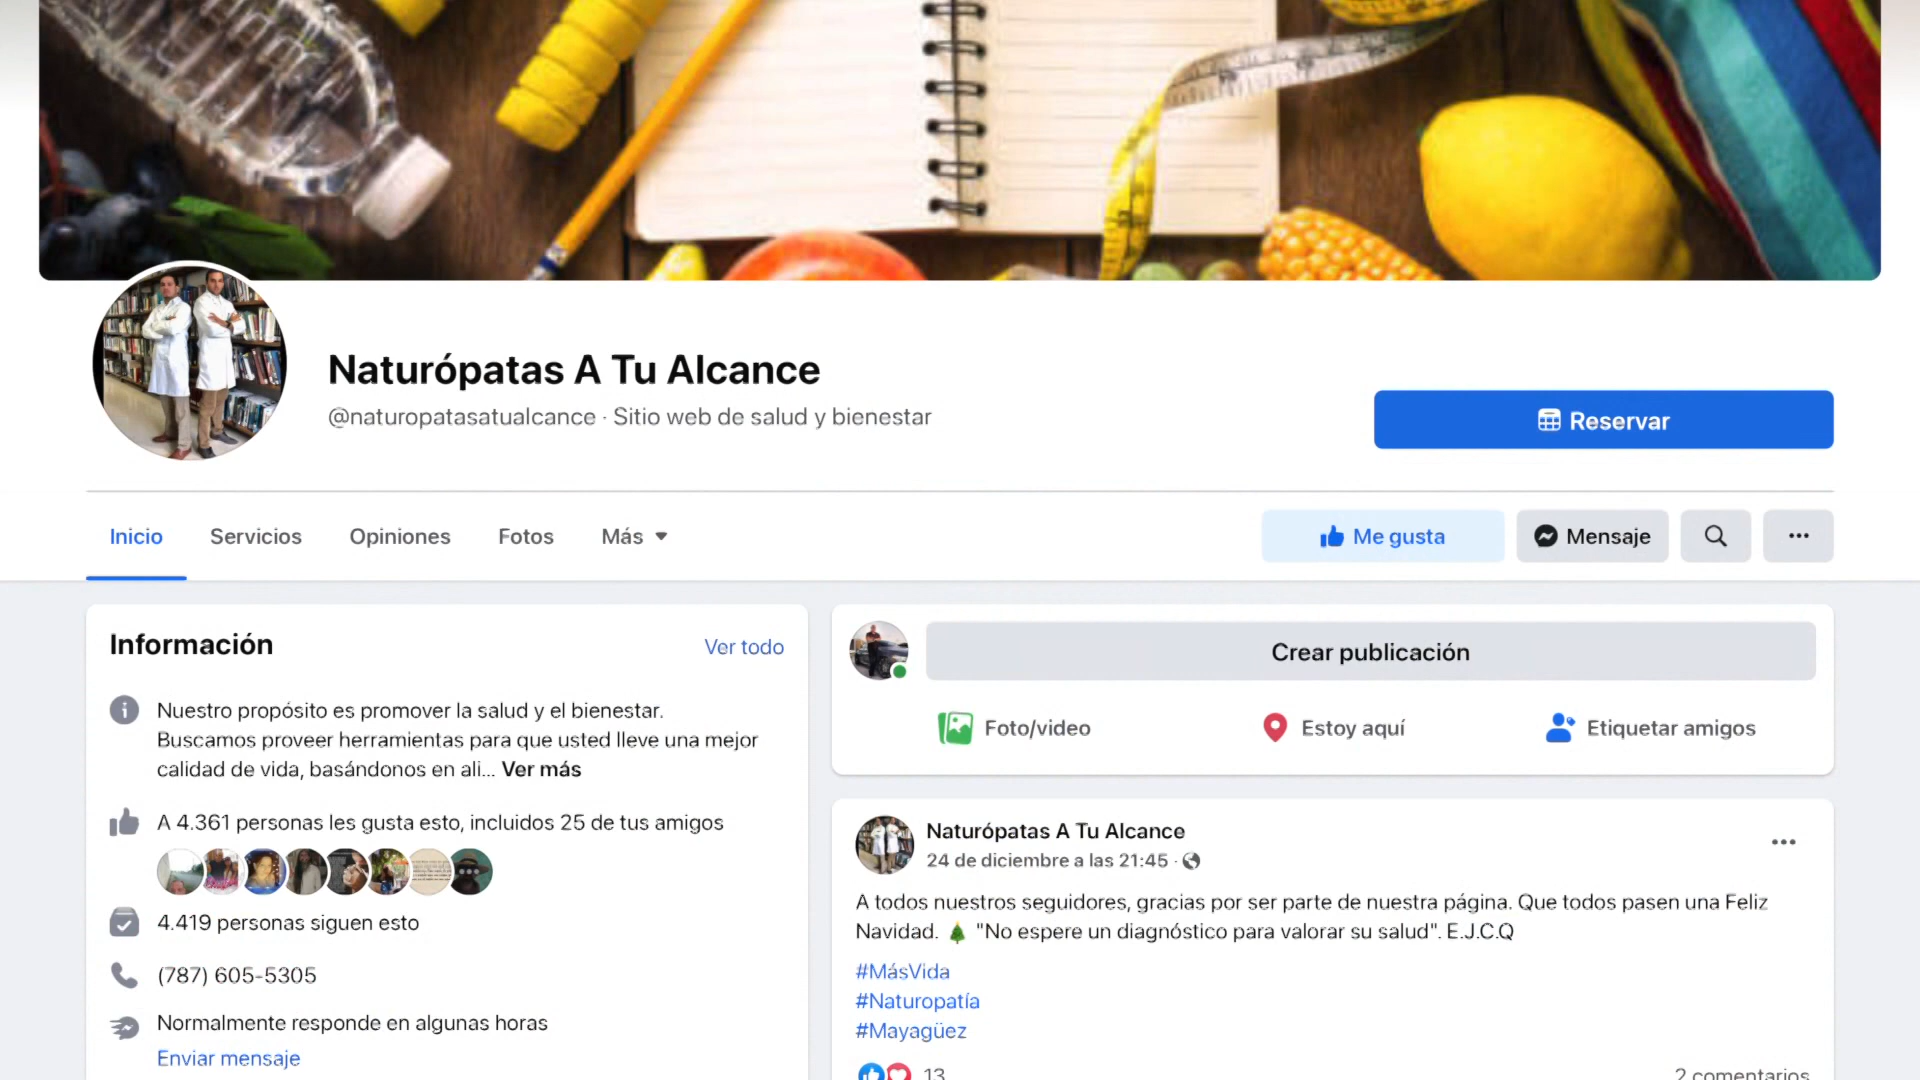 Naturópatas A Tu Alcance
@naturopatasatualcance · Sitio web de salud y bienestar
Reservar
Inicio
Servicios
Opiniones
Fotos
Más
Me gusta
Mensaje
Información
Ver todo
Nuestro propósito es promover la salud y el bienestar.
Buscamos proveer herramientas para que usted lleve una mejor
calidad de vida, basándonos en ali... Ver más
A 4.361 personas les gusta esto, incluidos 25 de tus amigos
4.419 personas siguen esto
(787) 605-5305
Normalmente responde en algunas horas
Enviar mensaje
Crear publicación
Foto/video
Estoy aquí
Etiquetar amigos
Naturópatas A Tu Alcance
24 de diciembre a las 21:45 ·
A todos nuestros seguidores, gracias por ser parte de nuestra página. Que todos pasen una Feliz
Navidad. 🎄 "No espere un diagnóstico para valorar su salud". E.J.C.Q
#MásVida
#Naturopatía
#Mayagüez
13
2 comentarios